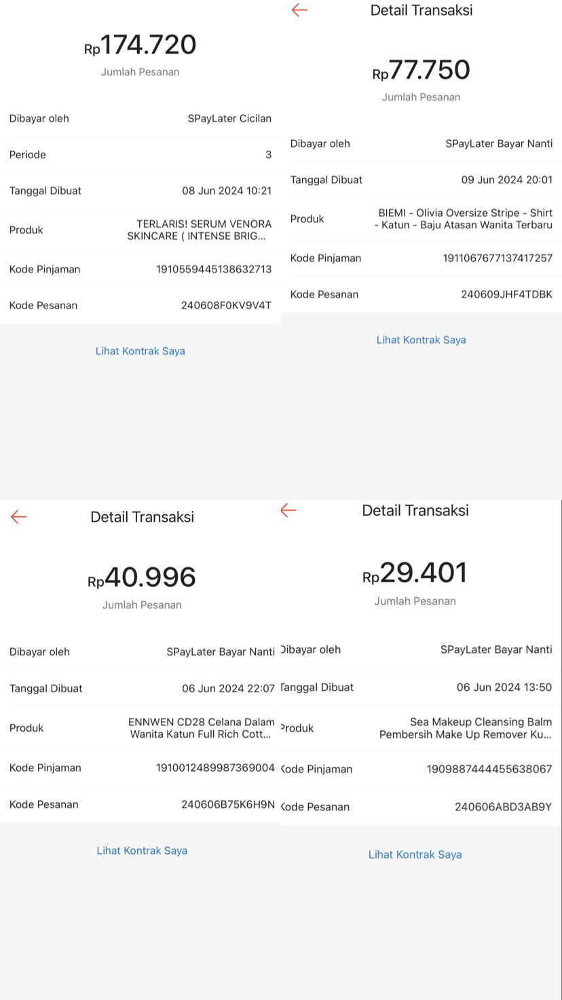 Rp174.720
Jumlah Pesanan
Dibayar oleh SPayLater Cicilan
Periode 3
Tanggal Dibuat 08 Jun 2024 10:21
Produk TERLARIS! SERUM VENORA
SKINCARE ( INTENSE BRIG...
Kode Pinjaman 1910559445138632713
Kode Pesanan 240608F0KV9V4T
Lihat Kontrak Saya
Detail Transaksi
Rp77.750
Jumlah Pesanan
Dibayar oleh SPayLater Bayar Nanti
Tanggal Dibuat 09 Jun 2024 20:01
Produk BIEMI - Olivia Oversize Stripe - Shirt
- Katun - Baju Atasan Wanita Terbaru
Kode Pinjaman 1911067677137417257
Kode Pesanan 240609JHF4TDBK
Lihat Kontrak Saya
Detail Transaksi
Rp40.996
Jumlah Pesanan
Dibayar oleh SPayLater Bayar Nanti
Tanggal Dibuat 06 Jun 2024 22:07
Produk ENNWEN CD28 Celana Dalam
Wanita Katun Full Rich Cott...
Kode Pinjaman 1910012489987369004
Kode Pesanan 240606B75K6H9N
Lihat Kontrak Saya
Detail Transaksi
Rp29.401
Jumlah Pesanan
Dibayar oleh SPayLater Bayar Nanti
Tanggal Dibuat 06 Jun 2024 13:50
Produk Sea Makeup Cleansing Balm
Pembersih Make Up Remover Ku...
Kode Pinjaman 1909887444455638067
Kode Pesanan 240606ABD3AB9Y
Lihat Kontrak Saya